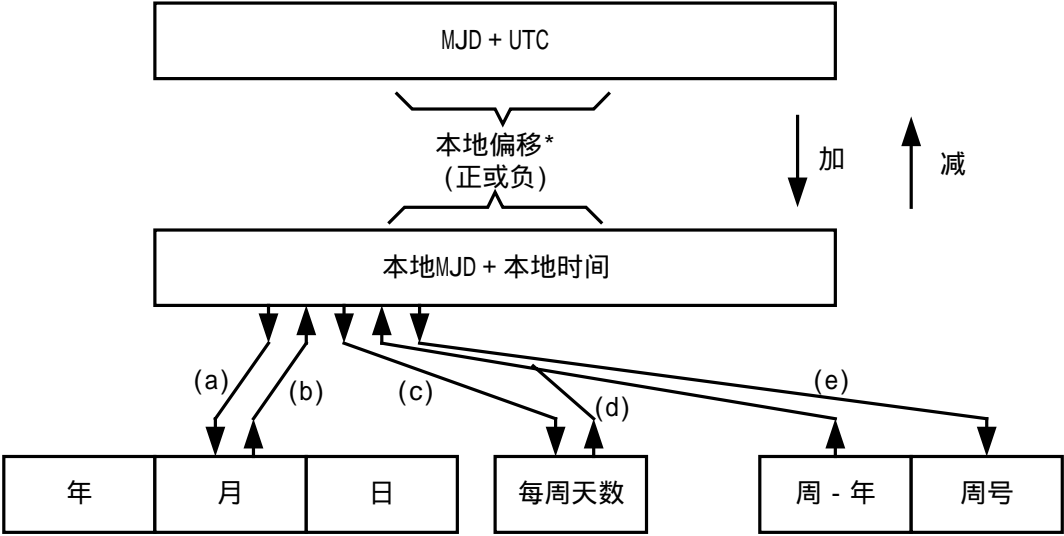 MJD + UTC
本地偏移*
(正或负)
加
减
本地MJD + 本地时间
(a)
(b)
(c)
(d)
(e)
年
月
日
每周天数
周 - 年
周号